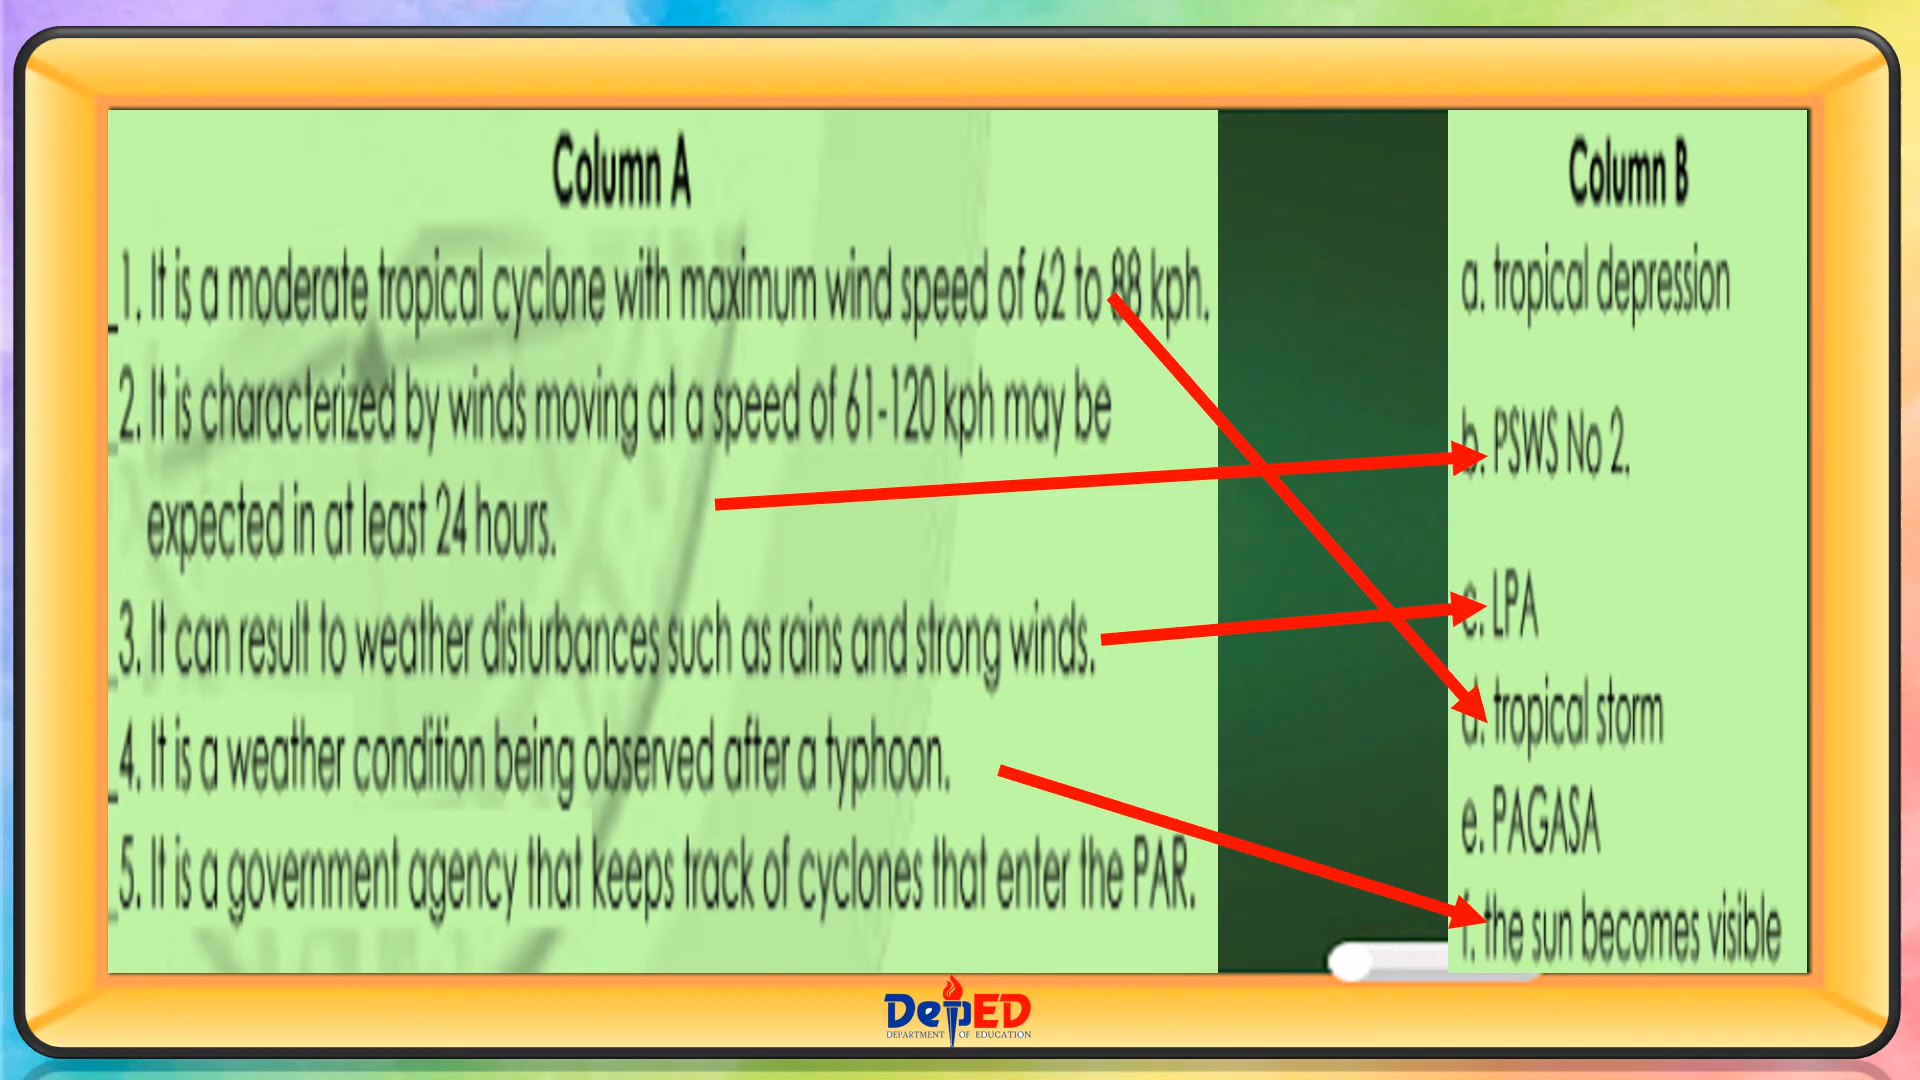 Column A
1. It is a moderate tropical cyclone with maximum wind speed of 62 to 88 kph.
2. It is characterized by winds moving at a speed of 61-120 kph may be
expected in at least 24 hours.
3. It can result to weather disturbances such as rains and strong winds.
4. It is a weather condition being observed after a typhoon.
5. It is a government agency that keeps track of cyclones that enter the PAR.
Column B
a. tropical depression
b. PSWS No 2.
c. LPA
d. tropical storm
e. PAGASA
f. the sun becomes visible
DepED
DEPARTMENT OF EDUCATION